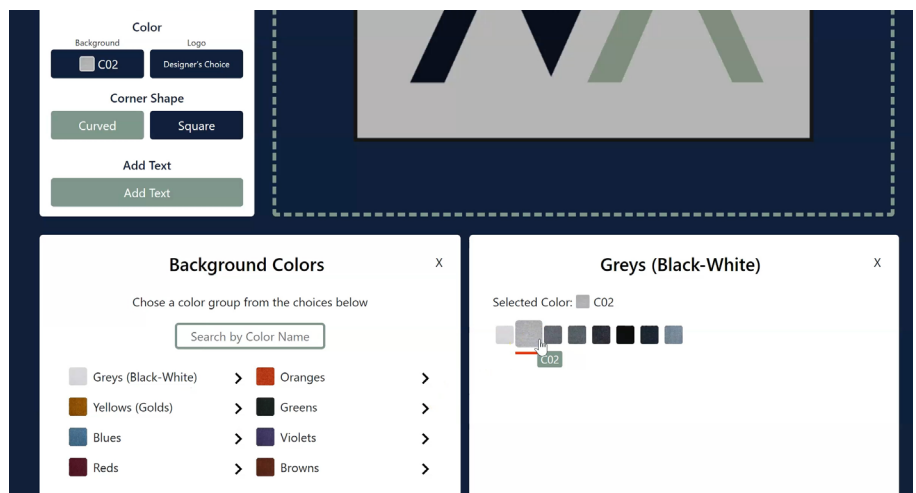 Color
Background Logo
C02 Designer's Choice
Corner Shape
Curved Square
Add Text
Add Text
Background Colors X
Chose a color group from the choices below
Search by Color Name
Greys (Black-White) Oranges
Yellows (Golds) Greens
Blues Violets
Reds Browns
Greys (Black-White) X
Selected Color: C02
C02